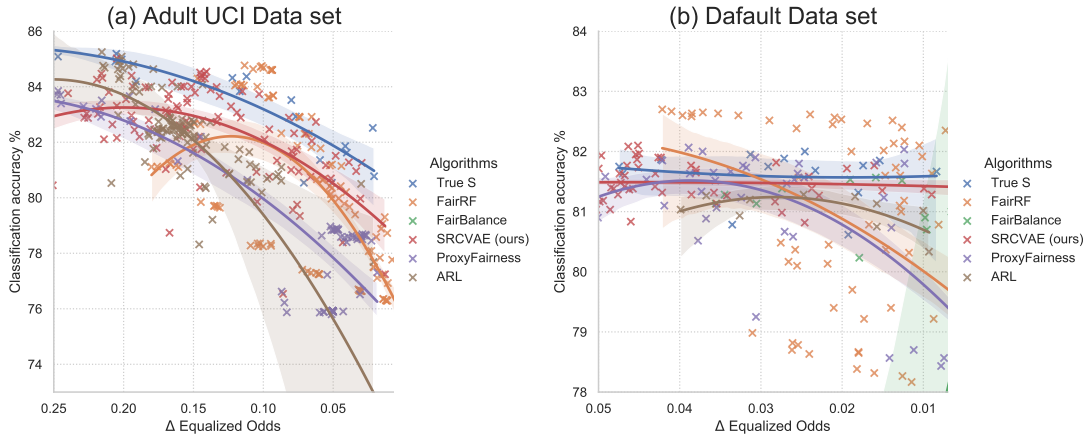 (a) Adult UCI Data set
86
84
82
80
78
76
74
0.25 0.20 0.15 0.10 0.05
Classification accuracy %
Δ Equalized Odds
Algorithms
True S
FairRF
FairBalance
SRCVAE (ours)
ProxyFairness
ARL
(b) Dafault Data set
84
83
82
81
80
79
78
0.05 0.04 0.03 0.02 0.01
Classification accuracy %
Δ Equalized Odds
Algorithms
True S
FairRF
FairBalance
SRCVAE (ours)
ProxyFairness
ARL